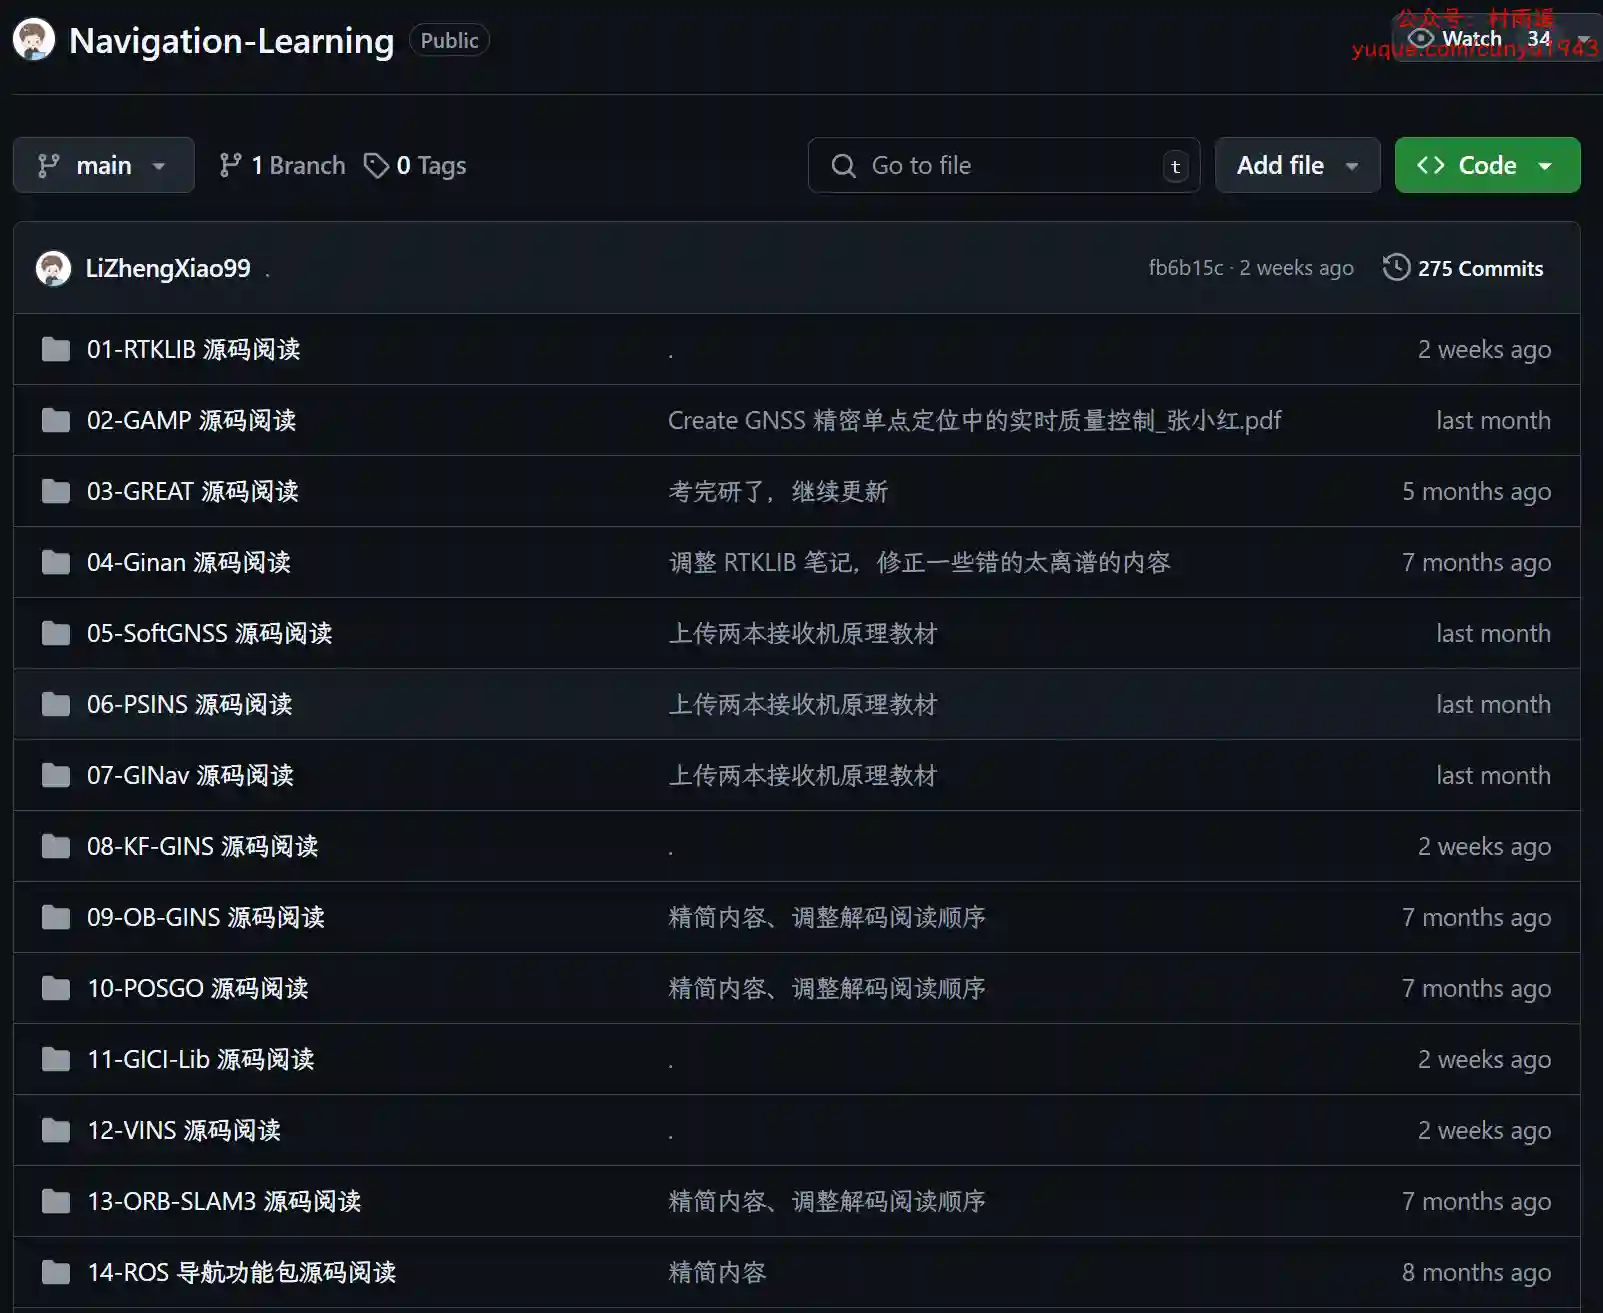 Navigation-Learning Public
公众号：村雨遥
Watch 34
yuque.com/cunyu1943
main 1 Branch 0 Tags Go to file t Add file Code
LiZhengXiao99 . fb6b15c · 2 weeks ago 275 Commits
01-RTKLIB 源码阅读 . 2 weeks ago
02-GAMP 源码阅读 Create GNSS 精密单点定位中的实时质量控制_张小红.pdf last month
03-GREAT 源码阅读 考完研了，继续更新 5 months ago
04-Ginan 源码阅读 调整 RTKLIB 笔记，修正一些错的太离谱的内容 7 months ago
05-SoftGNSS 源码阅读 上传两本接收机原理教材 last month
06-PSINS 源码阅读 上传两本接收机原理教材 last month
07-GINav 源码阅读 上传两本接收机原理教材 last month
08-KF-GINS 源码阅读 . 2 weeks ago
09-OB-GINS 源码阅读 精简内容、调整解码阅读顺序 7 months ago
10-POSGO 源码阅读 精简内容、调整解码阅读顺序 7 months ago
11-GICI-Lib 源码阅读 . 2 weeks ago
12-VINS 源码阅读 . 2 weeks ago
13-ORB-SLAM3 源码阅读 精简内容、调整解码阅读顺序 7 months ago
14-ROS 导航功能包源码阅读 精简内容 8 months ago